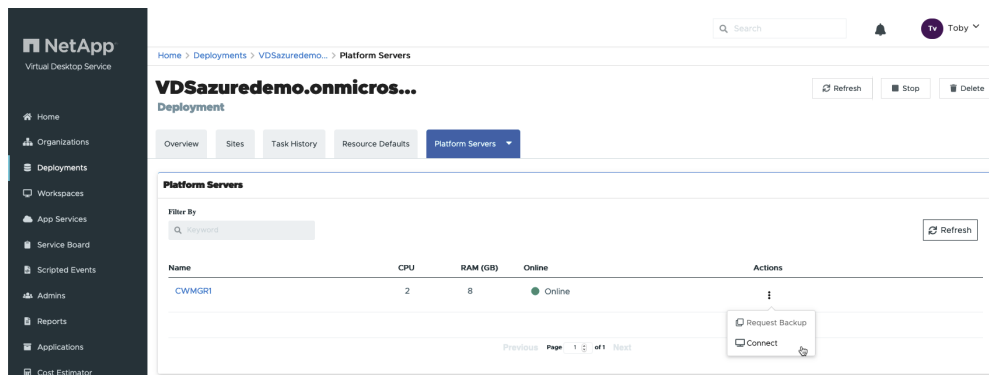 NetApp
Virtual Desktop Service
Search
Tv Toby
Home > Deployments > VDSazuredemo... > Platform Servers
VDSazuredemo.onmicros...
Deployment
Refresh Stop Delete
Home
Organizations
Deployments
Workspaces
App Services
Service Board
Scripted Events
Admins
Reports
Applications
Cost Estimator
Overview Sites Task History Resource Defaults Platform Servers
Platform Servers
Filter By
Keyword
Refresh
Name CPU RAM (GB) Online Actions
CWMGR1 2 8 Online
Request Backup
Connect
Previous Page 1 of 1 Next